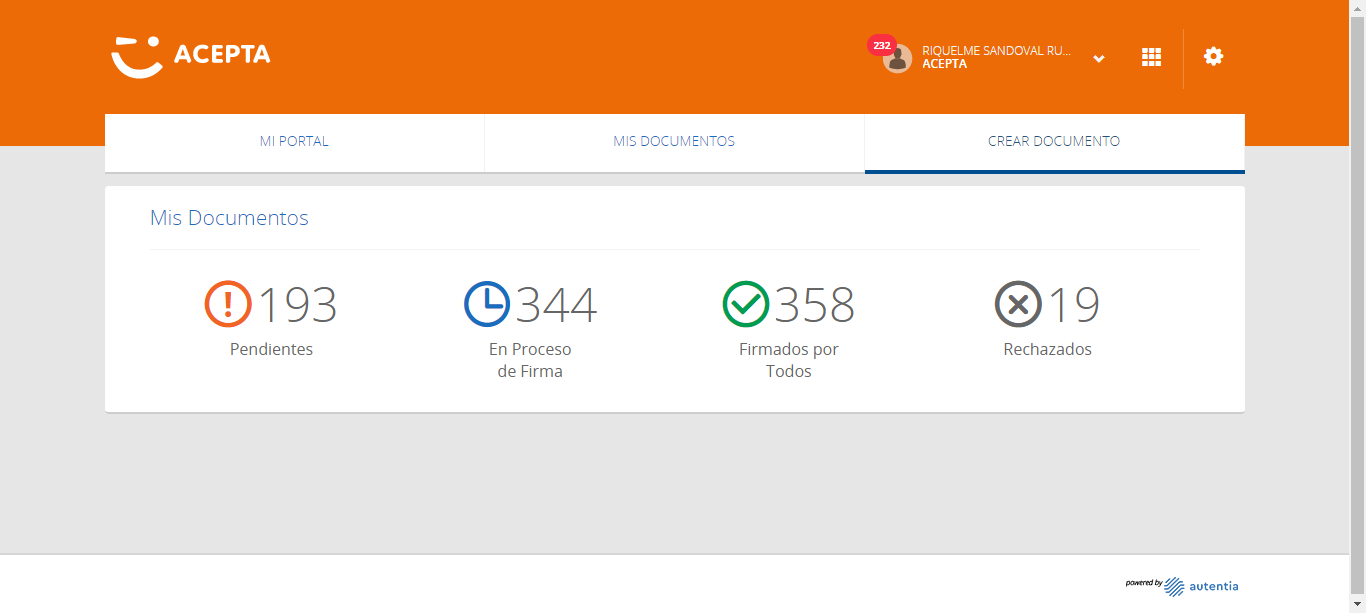 ACEPTA
232
RIQUELME SANDOVAL RU...
ACEPTA
MI PORTAL
MIS DOCUMENTOS
CREAR DOCUMENTO
Mis Documentos
193
Pendientes
344
En Proceso
de Firma
358
Firmados por
Todos
19
Rechazados
powered by autentia